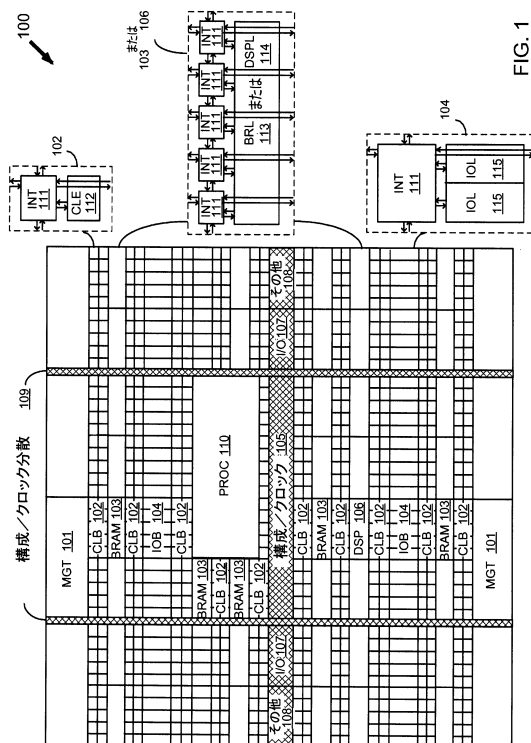 100
102
INT
111
CLE
112
または 106
103
INT
111
INT
111
INT
111
INT
111
INT
111
BRL
113
または
DSPL
114
104
INT
111
IOL
115
IOL
115
構成／クロック分散 109
MGT 101
CLB 102
BRAM 103
CLB 102
IOB 104
CLB 102
BRAM 103
CLB 102
BRAM 103
CLB 102
PROC 110
その他 108
I/O 107
構成／クロック 105
I/O 107
その他 108
CLB 102
BRAM 103
CLB 102
DSP 106
CLB 102
IOB 104
CLB 102
BRAM 103
CLB 102
MGT 101
FIG. 1